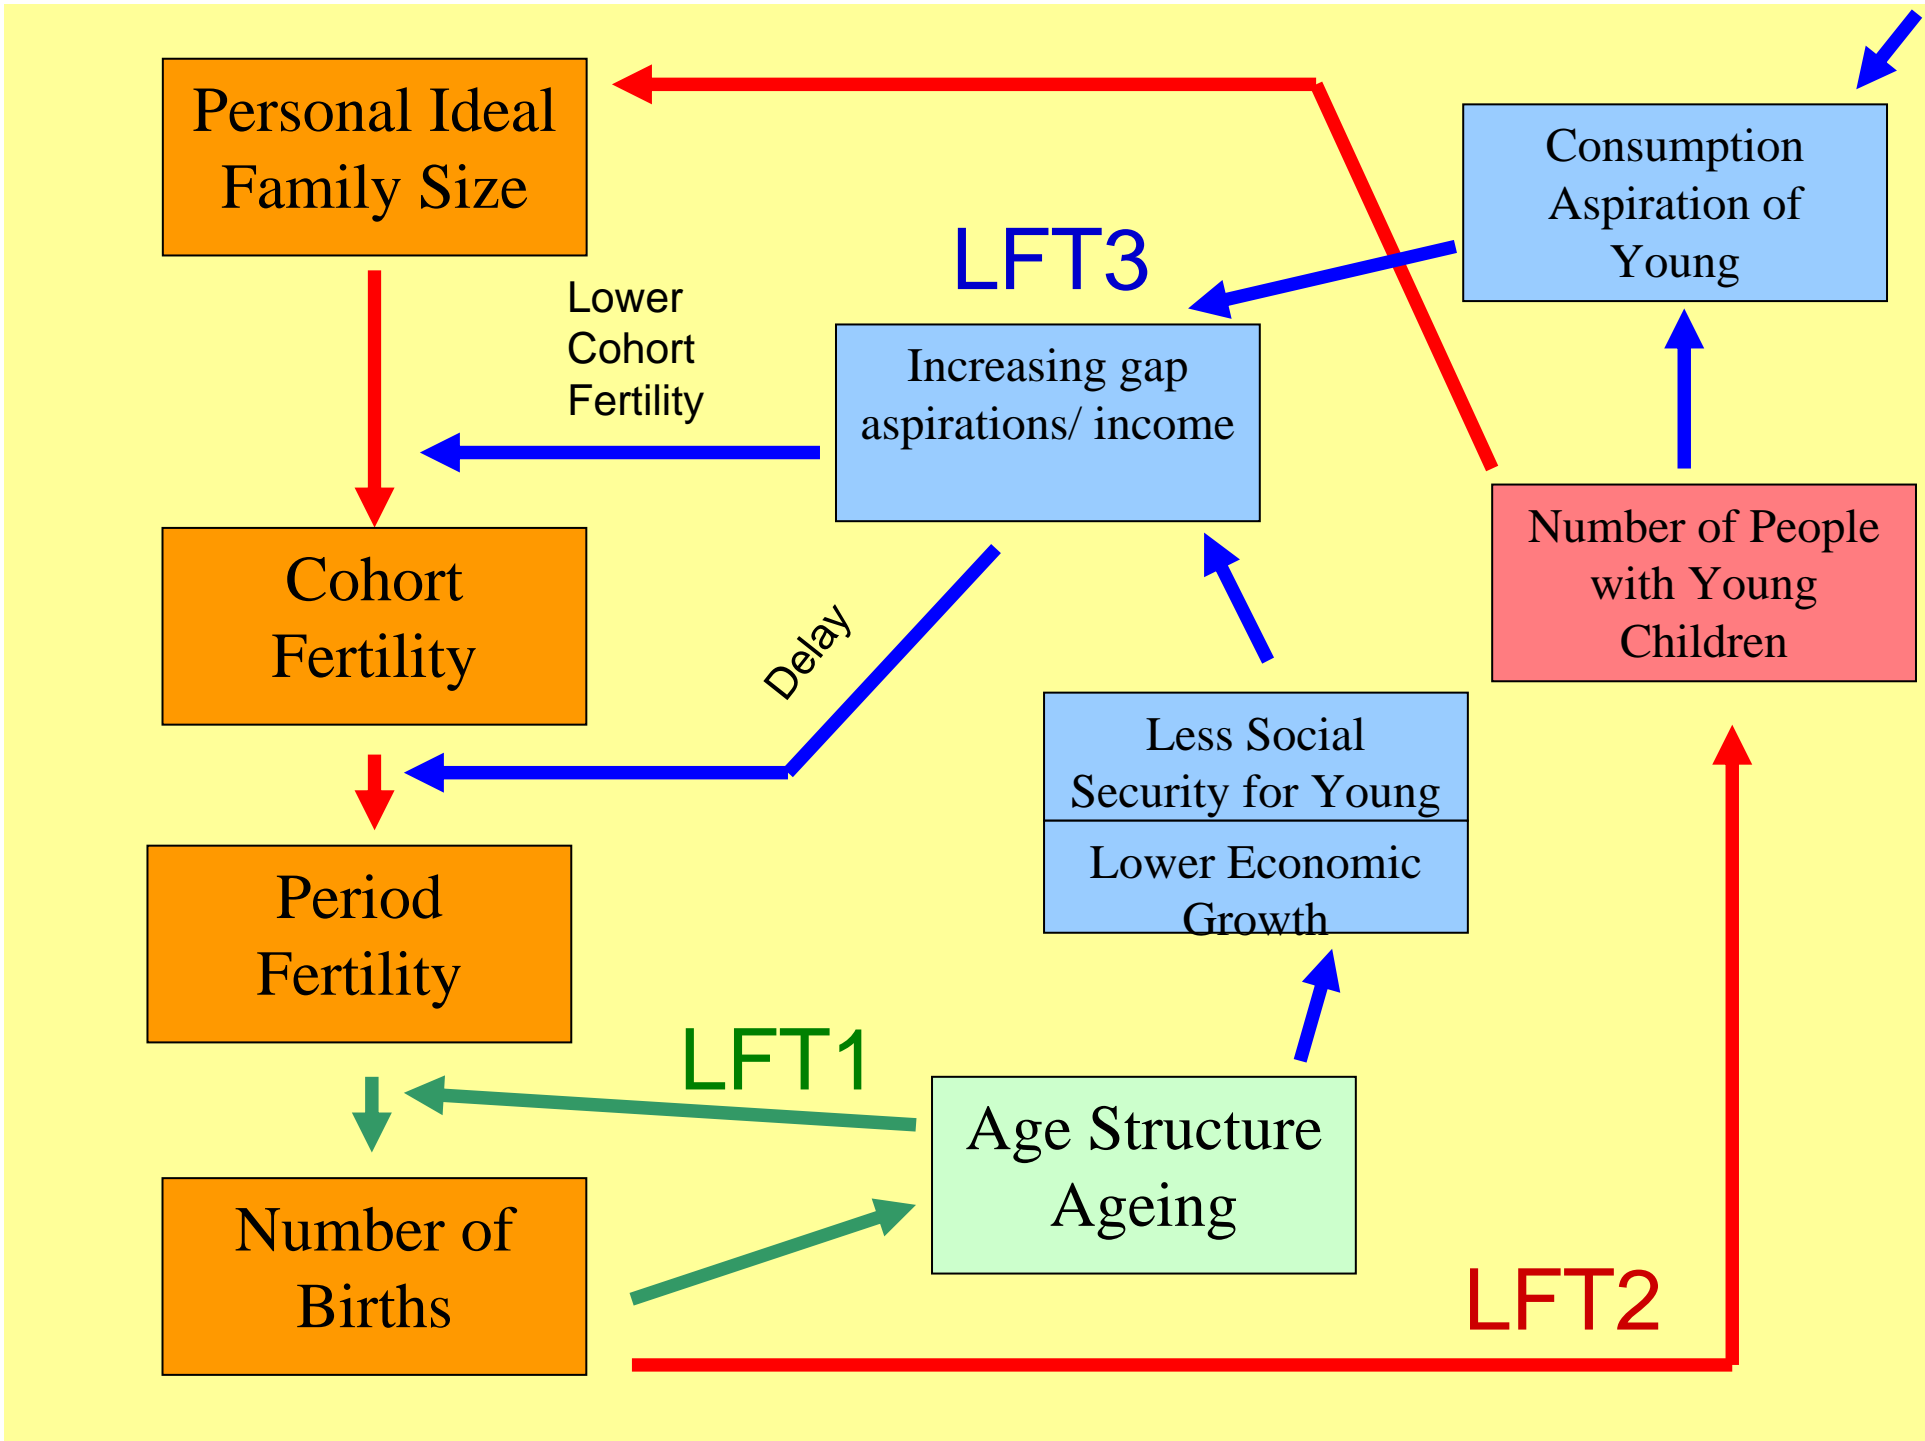 Personal Ideal
Family Size
Consumption
Aspiration of
Young
LFT3
Lower
Cohort
Fertility
Increasing gap
aspirations/ income
Number of People
with Young
Children
Cohort
Fertility
Delay
Less Social
Security for Young
Lower Economic
Growth
Period
Fertility
LFT1
Age Structure
Ageing
Number of
Births
LFT2